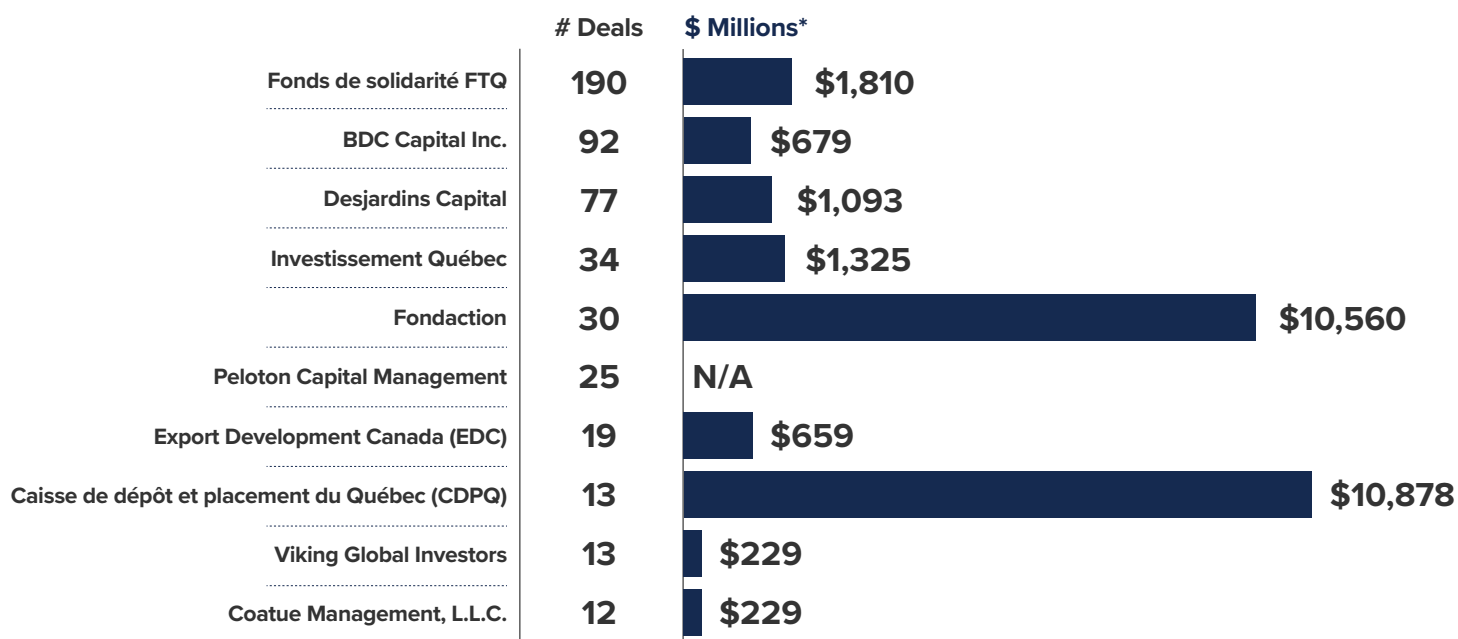 # Deals $ Millions*
Fonds de solidarité FTQ 190 $1,810
BDC Capital Inc. 92 $679
Desjardins Capital 77 $1,093
Investissement Québec 34 $1,325
Fondaction 30 $10,560
Peloton Capital Management 25 N/A
Export Development Canada (EDC) 19 $659
Caisse de dépôt et placement du Québec (CDPQ) 13 $10,878
Viking Global Investors 13 $229
Coatue Management, L.L.C. 12 $229